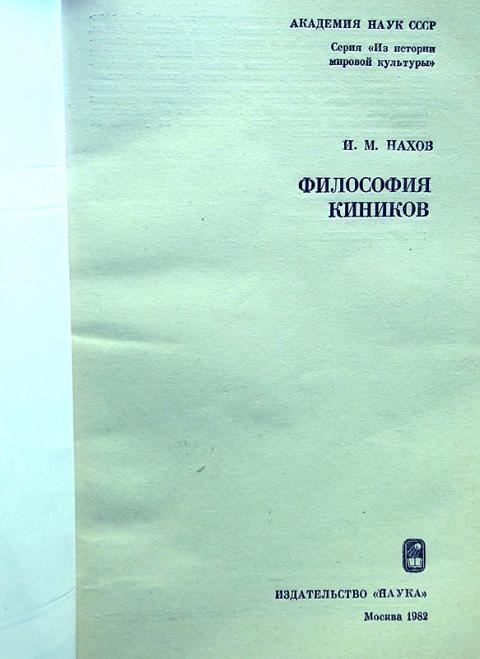 АКАДЕМИЯ НАУК СССР
Серия «Из истории
мировой культуры»
И. М. НАХОВ
ФИЛОСОФИЯ
КИНИКОВ
ИЗДАТЕЛЬСТВО «НАУКА»
Москва 1982